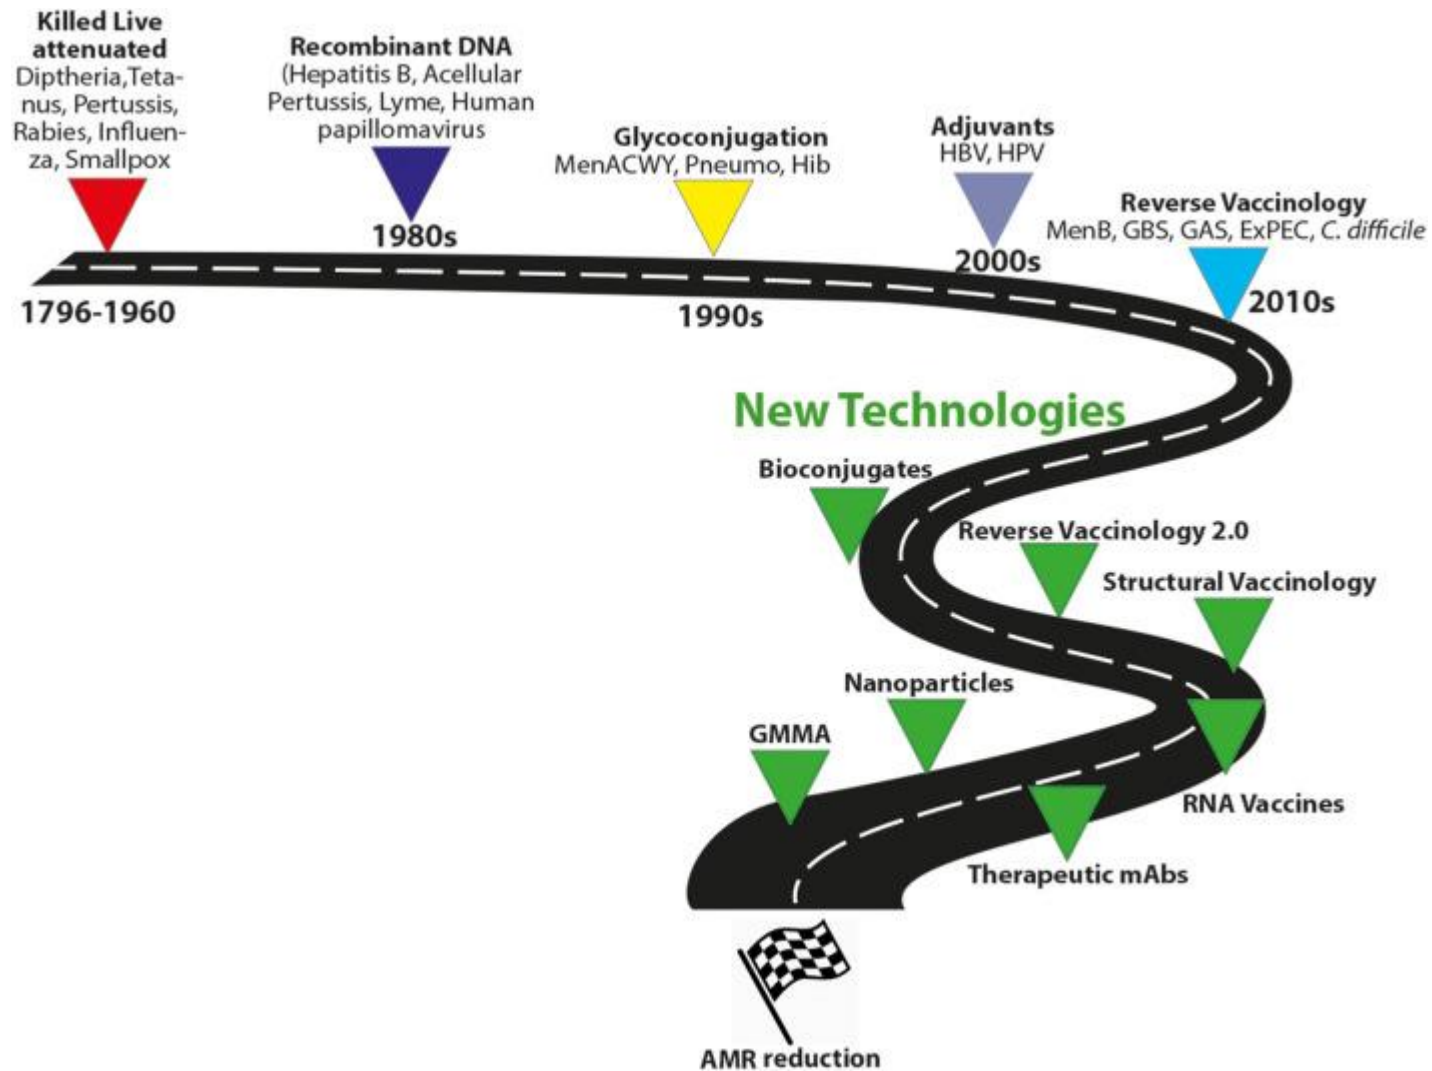 Killed Live
attenuated
Diptheria,Teta-
nus, Pertussis,
Rabies, Influen-
za, Smallpox
Recombinant DNA
(Hepatitis B, Acellular
Pertussis, Lyme, Human
papillomavirus
Glycoconjugation
MenACWY, Pneumo, Hib
Adjuvants
HBV, HPV
Reverse Vaccinology
MenB, GBS, GAS, ExPEC, C. difficile
1796-1960
1980s
1990s
2000s
2010s
New Technologies
Bioconjugates
Reverse Vaccinology 2.0
Structural Vaccinology
Nanoparticles
GMMA
RNA Vaccines
Therapeutic mAbs
AMR reduction